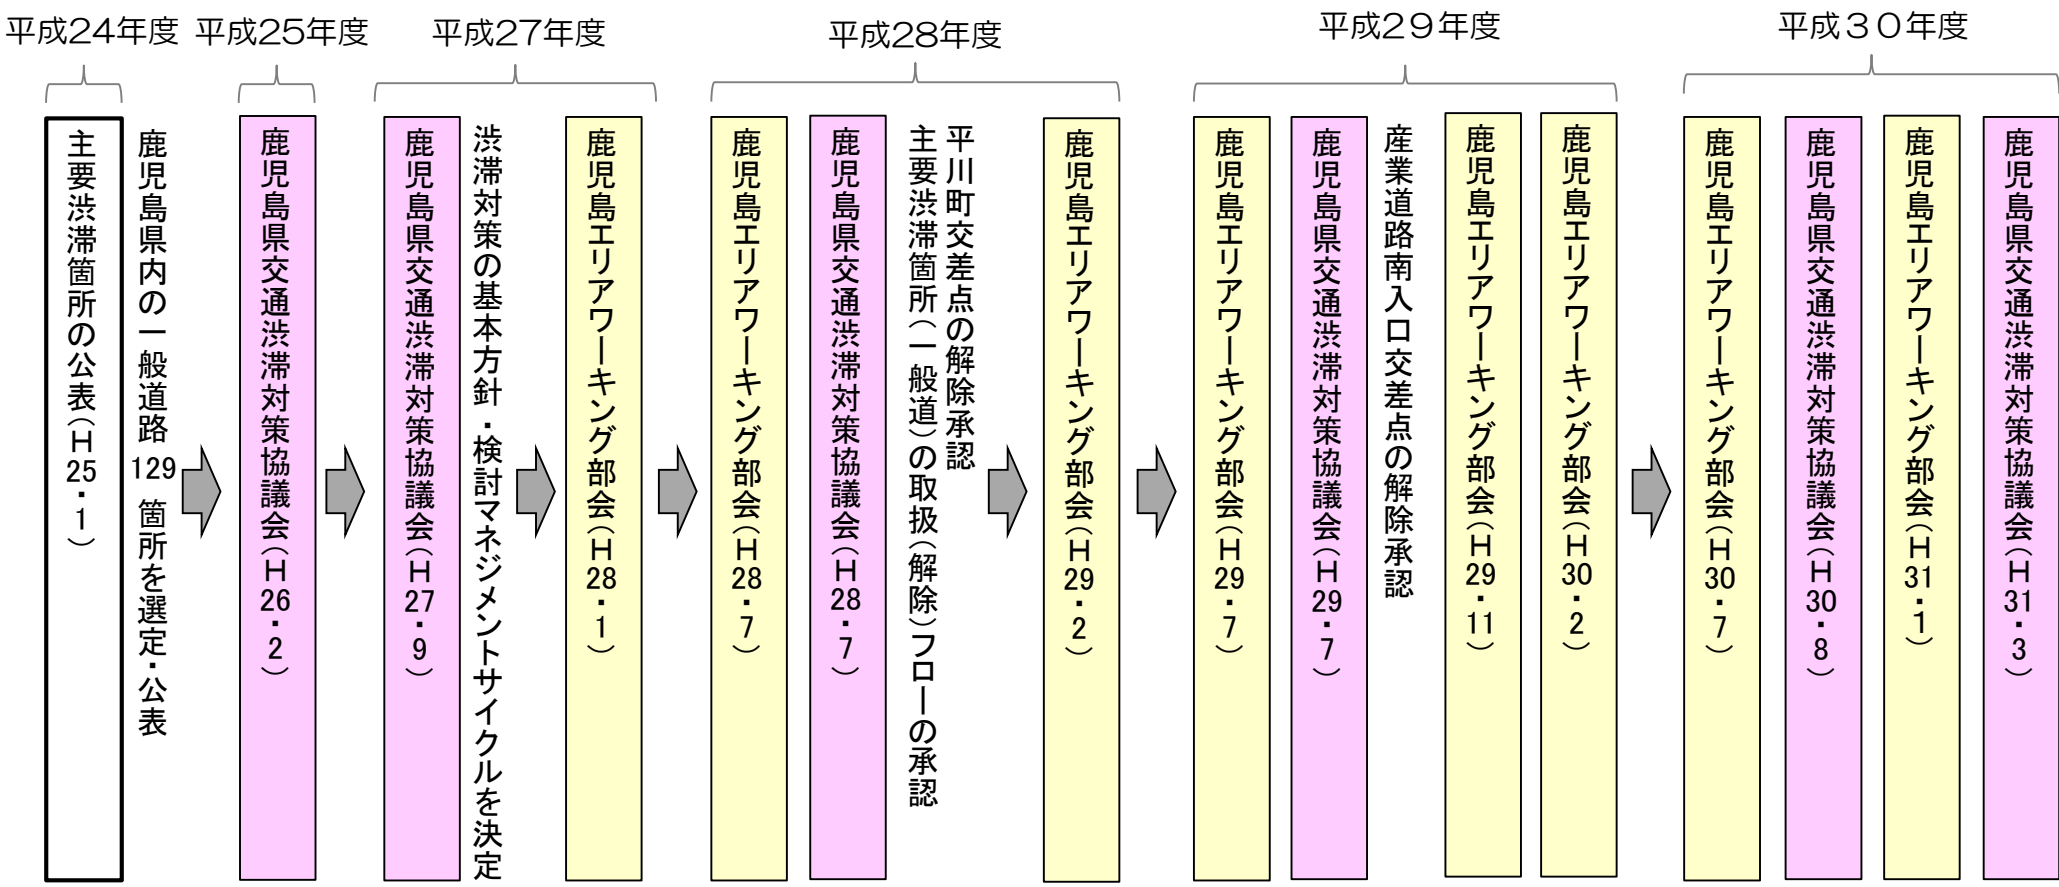 平成24年度
平成25年度
平成27年度
平成28年度
平成29年度
平成30年度
主要渋滞箇所の公表(H25・1)
鹿児島県内の一般道路129箇所を選定・公表
鹿児島県交通渋滞対策協議会(H26・2)
鹿児島県交通渋滞対策協議会(H27・9)
渋滞対策の基本方針・検討マネジメントサイクルを決定
鹿児島エリアワーキング部会(H28・1)
鹿児島エリアワーキング部会(H28・7)
鹿児島県交通渋滞対策協議会(H28・7)
平川町交差点の解除承認
主要渋滞箇所(一般道)の取扱(解除)フローの承認
鹿児島エリアワーキング部会(H29・2)
鹿児島エリアワーキング部会(H29・7)
鹿児島県交通渋滞対策協議会(H29・7)
産業道路南入口交差点の解除承認
鹿児島エリアワーキング部会(H29・11)
鹿児島エリアワーキング部会(H30・2)
鹿児島エリアワーキング部会(H30・7)
鹿児島県交通渋滞対策協議会(H30・8)
鹿児島エリアワーキング部会(H31・1)
鹿児島県交通渋滞対策協議会(H31・3)